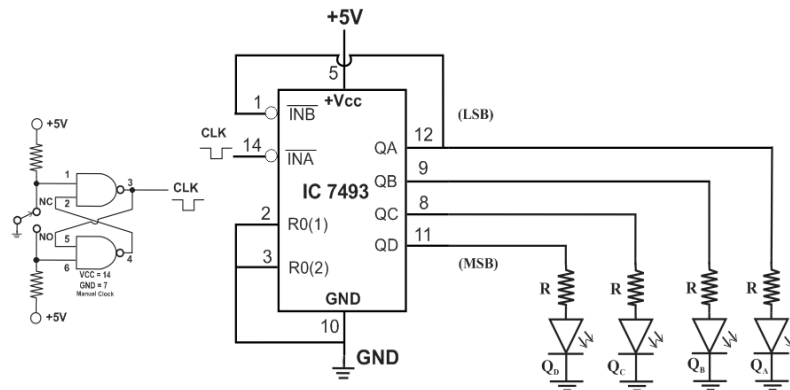 +5V
5
+Vcc
1
INB
CLK
14
INA
IC 7493
2
R0(1)
3
R0(2)
GND
10
GND
QA
12
(LSB)
QB
9
QC
8
QD
11
(MSB)
R
R
R
R
QD
QC
QB
QA
+5V
1
2
3
CLK
NC
NO
5
6
4
VCC = 14
GND = 7
Manual Clock
+5V